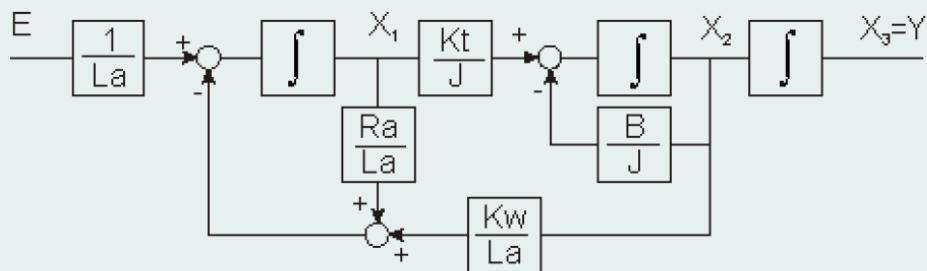 E
1
La
+
-
∫
X₁
Kt
J
+
-
∫
X₂
∫
X₃=Y
Ra
La
B
J
+
+
Kw
La